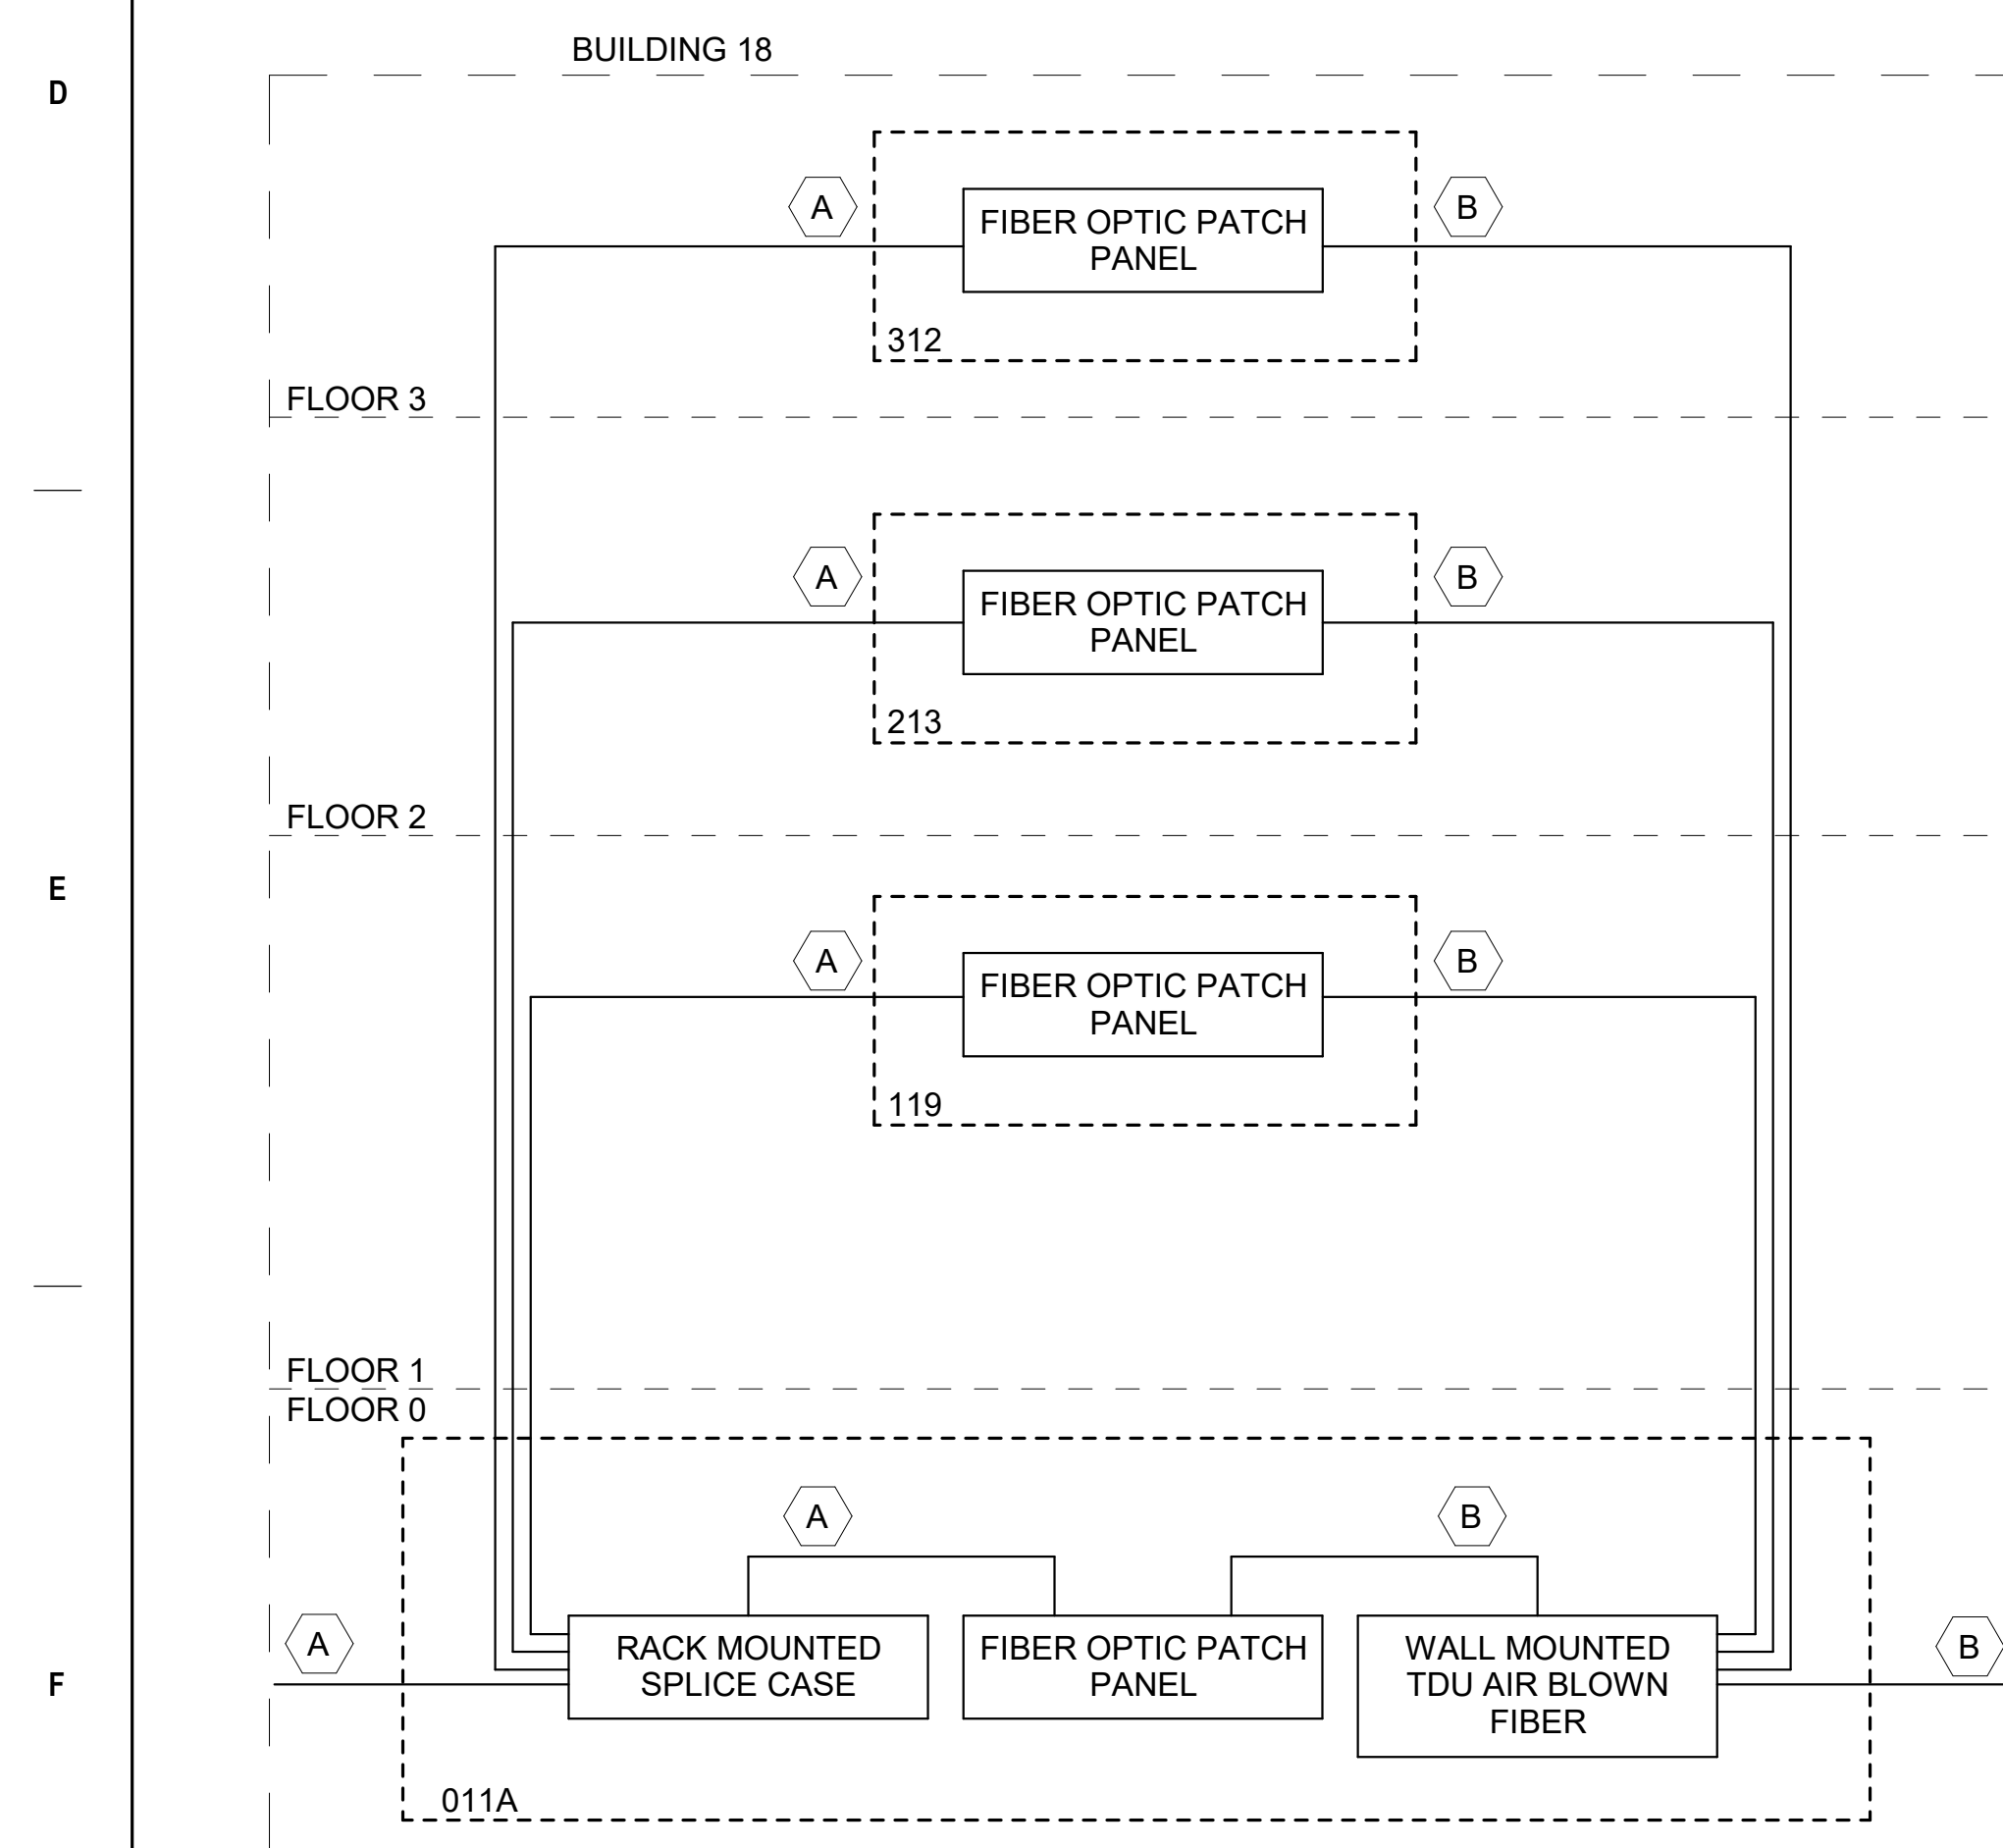 BUILDING 18
D
A
FIBER OPTIC PATCH
PANEL
B
312
FLOOR 3
A
FIBER OPTIC PATCH
PANEL
B
213
FLOOR 2
E
A
FIBER OPTIC PATCH
PANEL
B
119
FLOOR 1
FLOOR 0
A
B
A
RACK MOUNTED
SPLICE CASE
FIBER OPTIC PATCH
PANEL
WALL MOUNTED
TDU AIR BLOWN
FIBER
B
F
011A